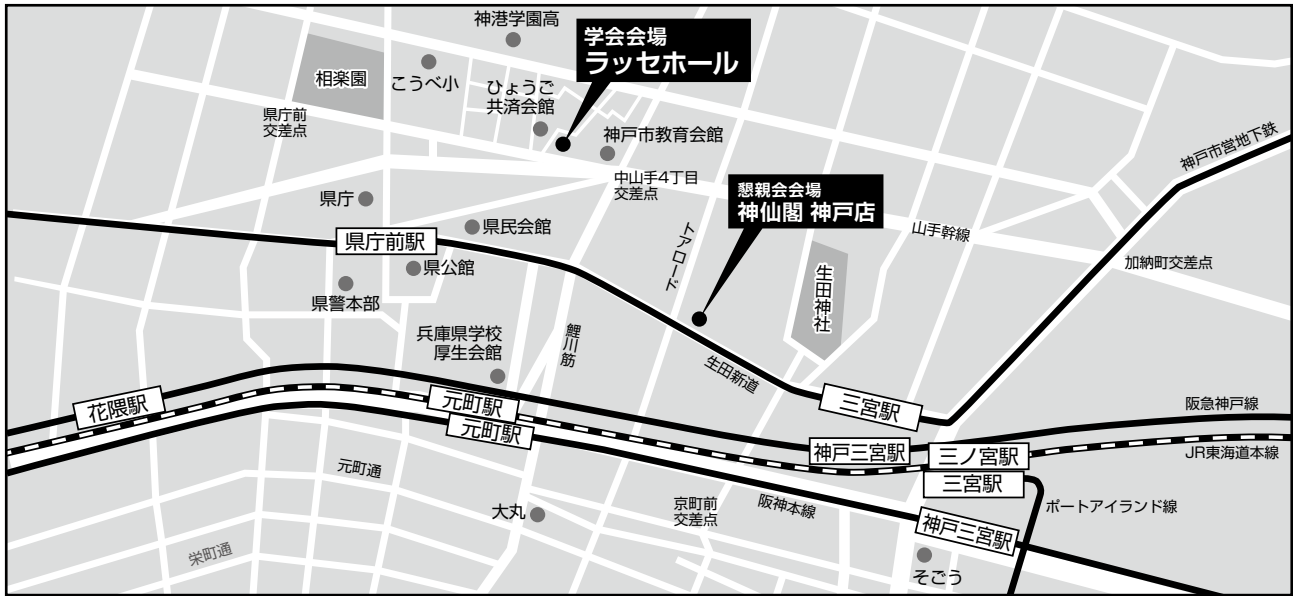 神港学園高
学会会場
ラッセホール
相楽園
こうべ小
ひょうご
共済会館
県庁前
交差点
神戸市教育会館
神戸市営地下鉄
中山手4丁目
交差点
懇親会会場
神仙閣 神戸店
県庁
県民会館
トアロード
山手幹線
県庁前駅
県公館
加納町交差点
生田神社
県警本部
兵庫県学校
厚生会館
鯉川筋
生田新道
花隈駅
元町駅
元町駅
三宮駅
阪急神戸線
神戸三宮駅
三ノ宮駅
JR東海道本線
三宮駅
元町通
大丸
京町前
交差点
阪神本線
ポートアイランド線
神戸三宮駅
栄町通
そごう